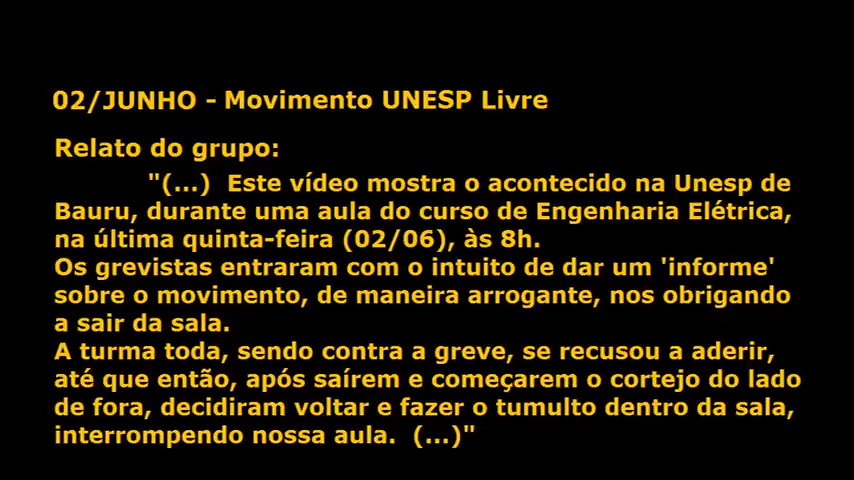 02/JUNHO - Movimento UNESP Livre
Relato do grupo:
"(...) Este vídeo mostra o acontecido na Unesp de
Bauru, durante uma aula do curso de Engenharia Elétrica,
na última quinta-feira (02/06), às 8h.
Os grevistas entraram com o intuito de dar um 'informe'
sobre o movimento, de maneira arrogante, nos obrigando
a sair da sala.
A turma toda, sendo contra a greve, se recusou a aderir,
até que então, após saírem e começarem o cortejo do lado
de fora, decidiram voltar e fazer o tumulto dentro da sala,
interrompendo nossa aula. (...)"